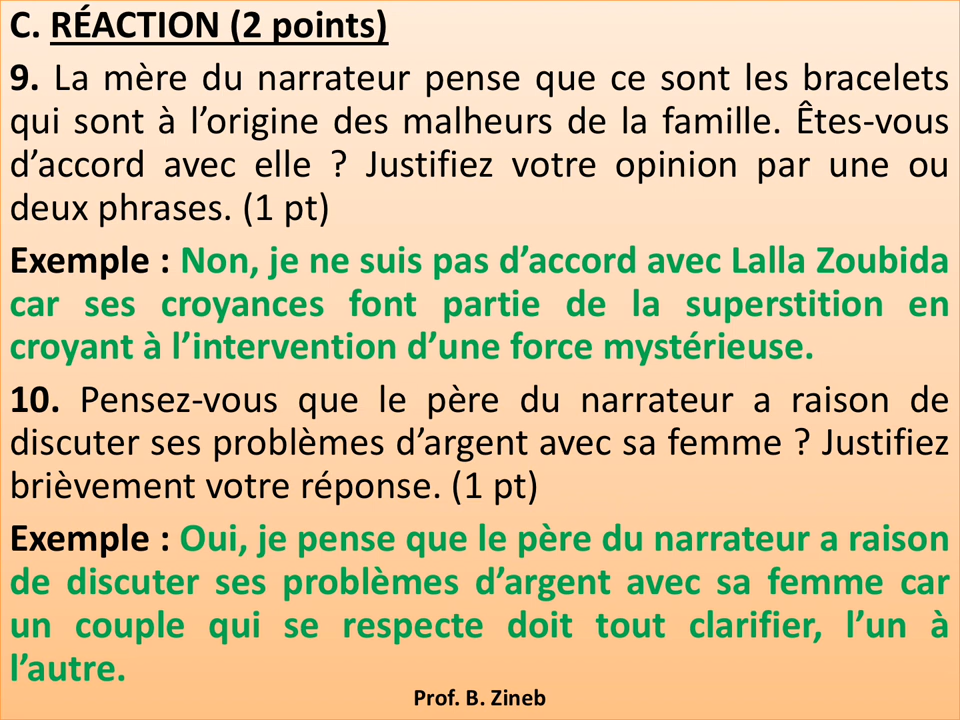 C. RÉACTION (2 points)
9. La mère du narrateur pense que ce sont les bracelets
qui sont à l’origine des malheurs de la famille. Êtes-vous
d’accord avec elle ? Justifiez votre opinion par une ou
deux phrases. (1 pt)
Exemple : Non, je ne suis pas d’accord avec Lalla Zoubida
car ses croyances font partie de la superstition en
croyant à l’intervention d’une force mystérieuse.
10. Pensez-vous que le père du narrateur a raison de
discuter ses problèmes d’argent avec sa femme ? Justifiez
brièvement votre réponse. (1 pt)
Exemple : Oui, je pense que le père du narrateur a raison
de discuter ses problèmes d’argent avec sa femme car
un couple qui se respecte doit tout clarifier, l’un à
l’autre.
Prof. B. Zineb